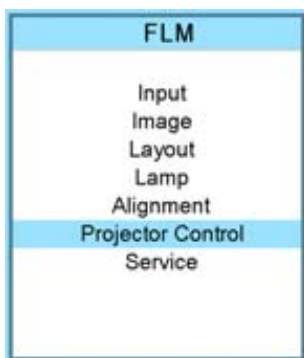 FLM
Input
Image
Layout
Lamp
Alignment
Projector Control
Service